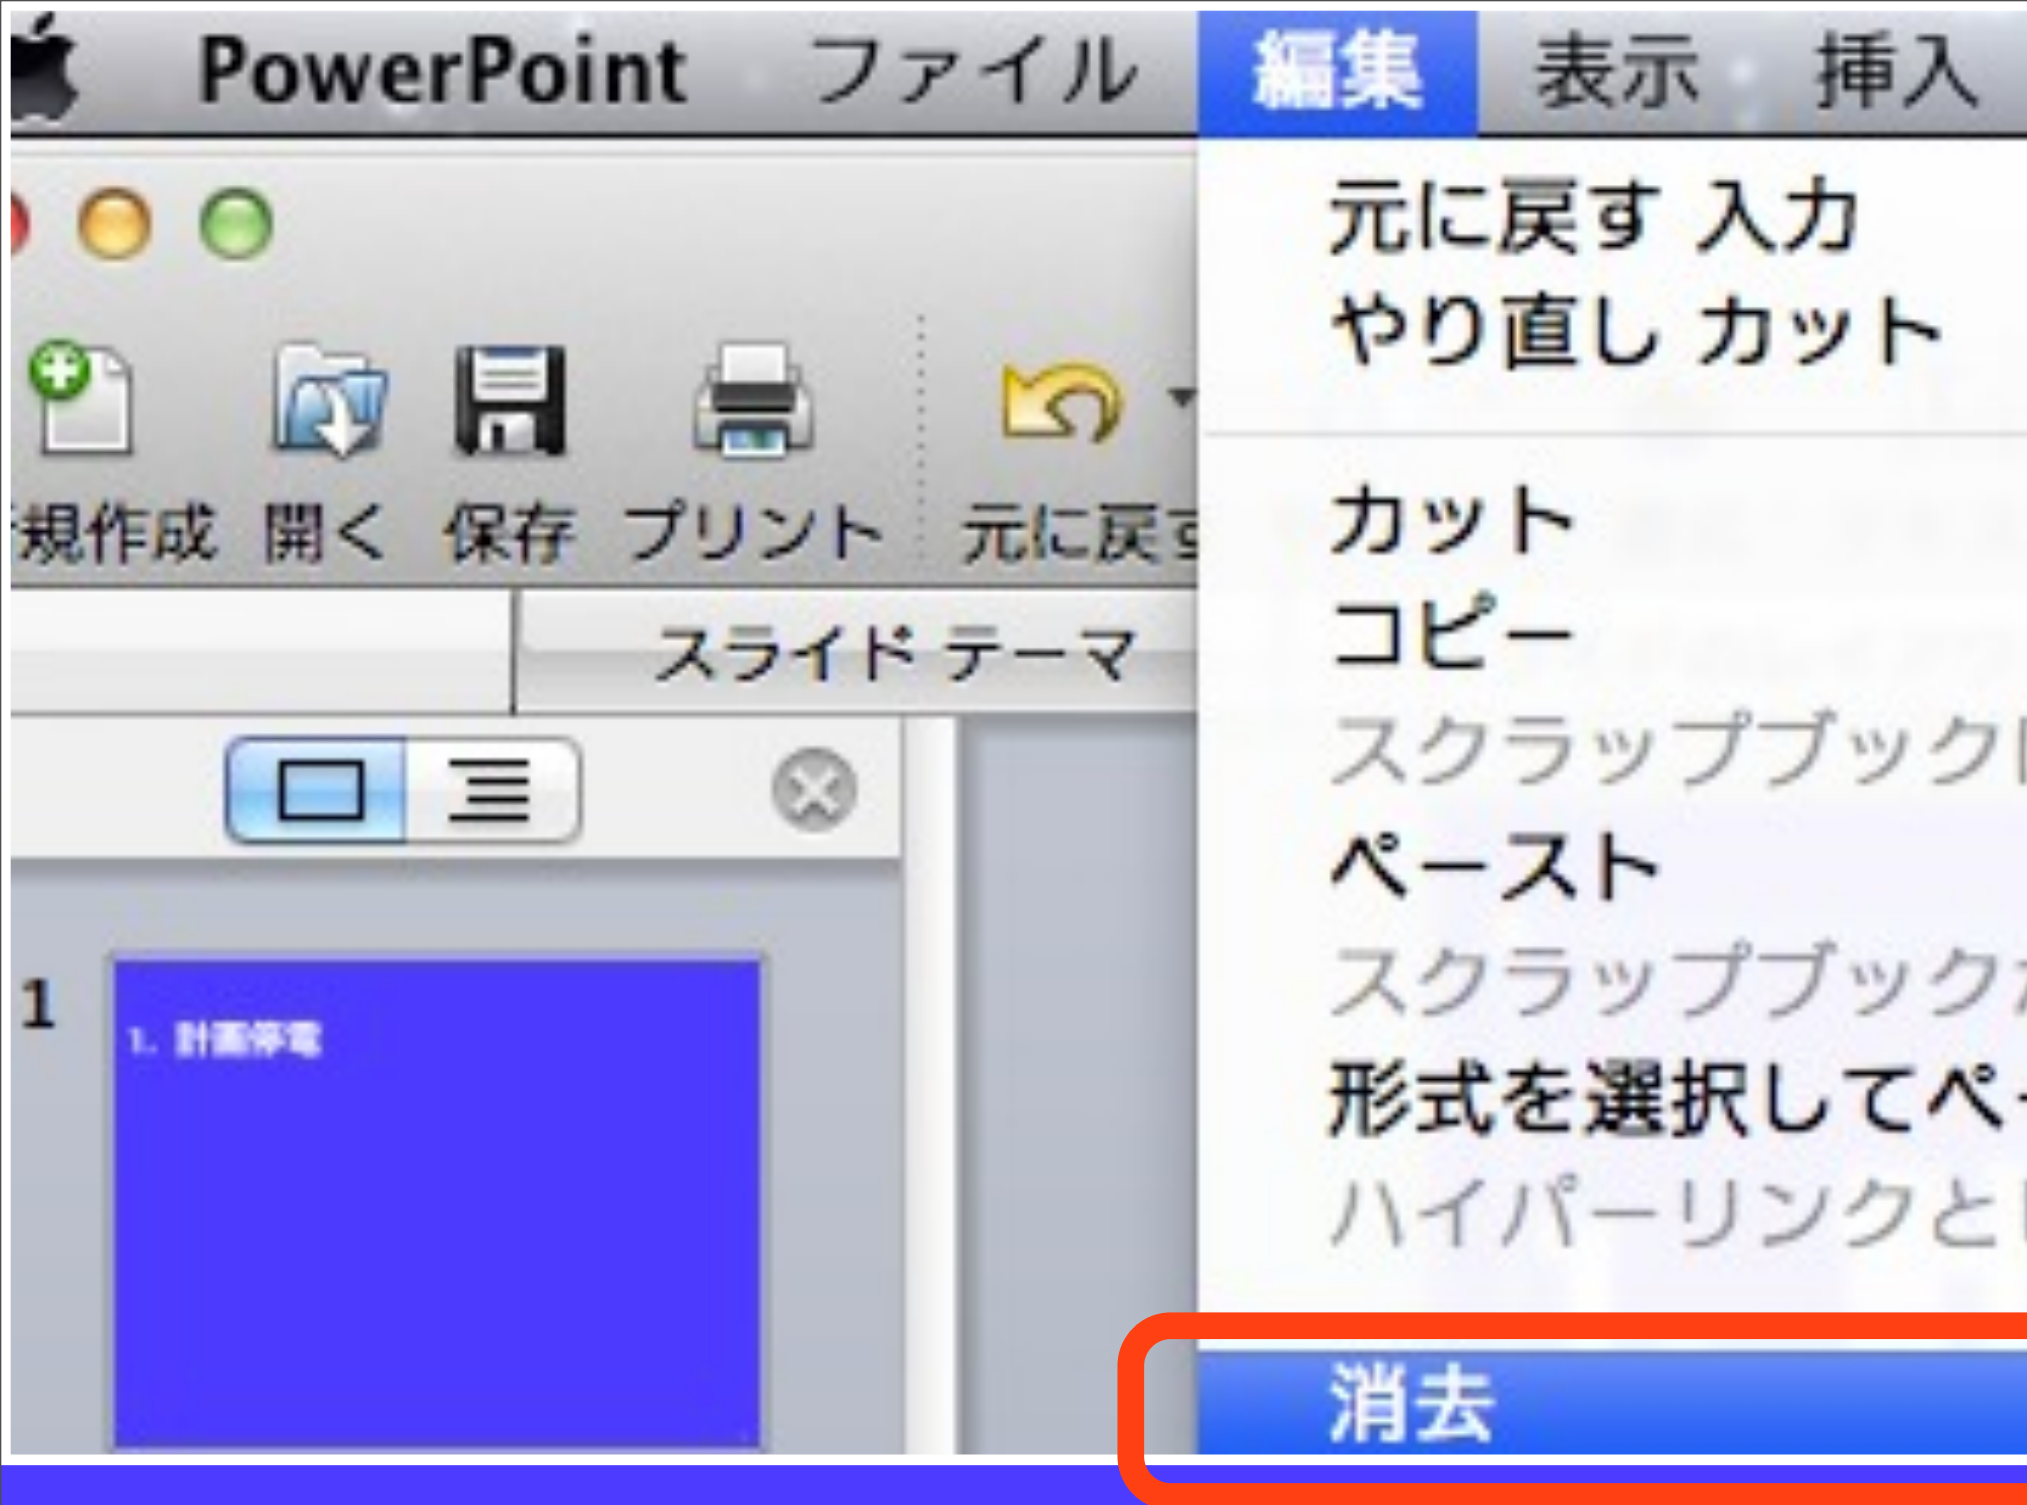 PowerPoint ファイル 編集 表示 挿入
元に戻す 入力
やり直し カット
規作成 開く 保存 プリント 元に戻す
カット
スライド テーマ
コピー
スクラップブック
ペースト
スクラップブック
1
1. 計画停電
形式を選択してペー
ハイパーリンクとし
消去